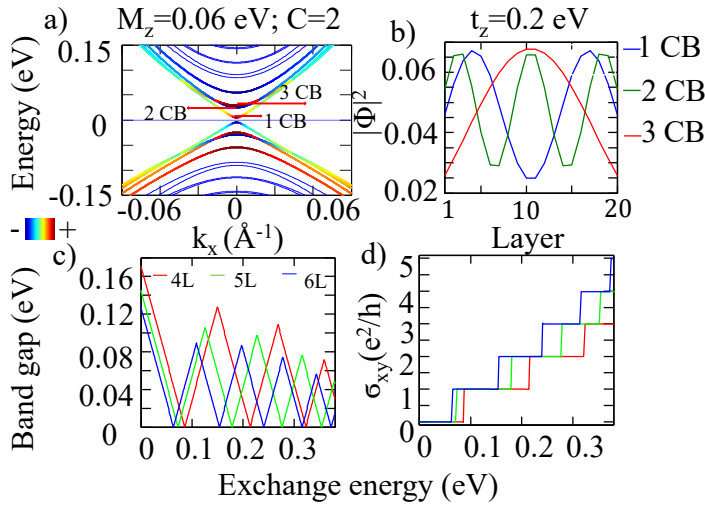 a) M_z=0.06 eV; C=2
b) t_z=0.2 eV
Energy (eV)
0.15
0
-0.15
3 CB
2 CB
1 CB
-0.06
0
0.06
k_x (Å⁻¹)
- +
|Φ|²
0.06
0.04
0.02
1
10
20
Layer
1 CB
2 CB
3 CB
c)
Band gap (eV)
0.16
0.12
0.08
0.04
0
4L
5L
6L
0
0.1
0.2
0.3
d)
σ_xy(e²/h)
5
4
3
2
1
0
0
0.1
0.2
0.3
Exchange energy (eV)